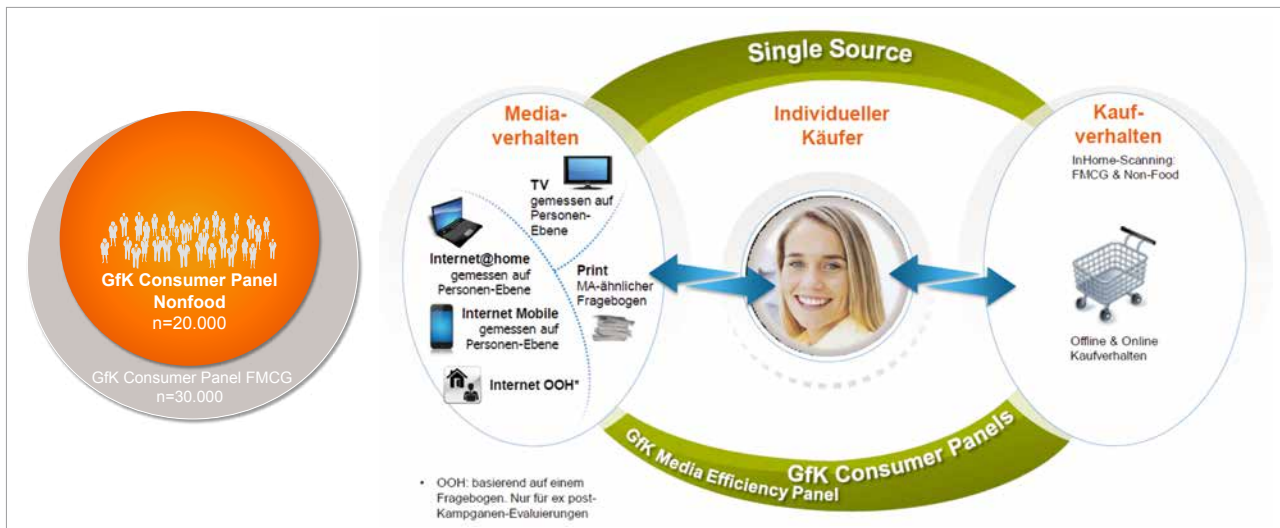 GfK Consumer Panel
Nonfood
n=20.000
GfK Consumer Panel FMCG
n=30.000
Single Source
Media-
verhalten
TV
gemessen auf
Personen-
Ebene
Internet@home
gemessen auf
Personen-Ebene
Print
MA-ähnlicher
Fragebogen
Internet Mobile
gemessen auf
Personen-Ebene
Internet OOH*
Individueller
Käufer
Kauf-
verhalten
InHome-Scanning:
FMCG & Non-Food
Offline & Online
Kaufverhalten
GfK Media Efficiency Panel
GfK Consumer Panels
• OOH: basierend auf einem
Fragebogen. Nur für ex post-
Kampganen-Evaluierungen